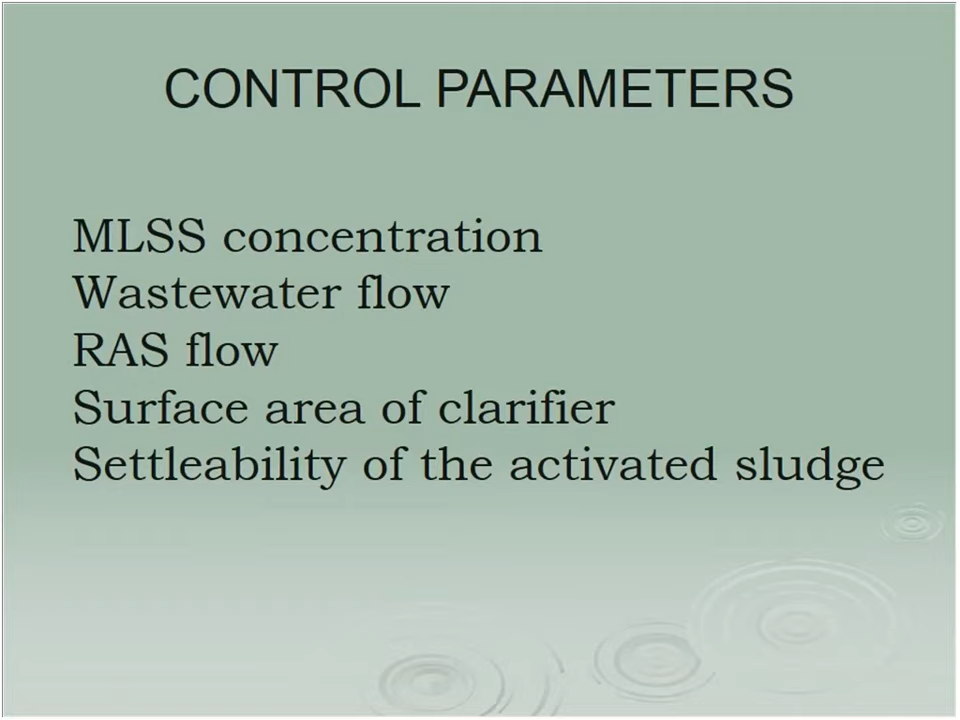 CONTROL PARAMETERS
MLSS concentration
Wastewater flow
RAS flow
Surface area of clarifier
Settleability of the activated sludge